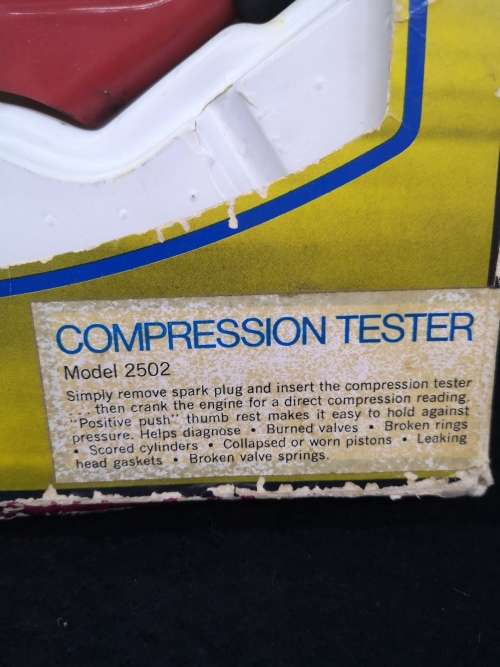 COMPRESSION TESTER
Model 2502
Simply remove spark plug and insert the compression tester
. . . then crank the engine for a direct compression reading.
"Positive push" thumb rest makes it easy to hold against
pressure. Helps diagnose • Burned valves • Broken rings
• Scored cylinders • Collapsed or worn pistons • Leaking
head gaskets • Broken valve springs.